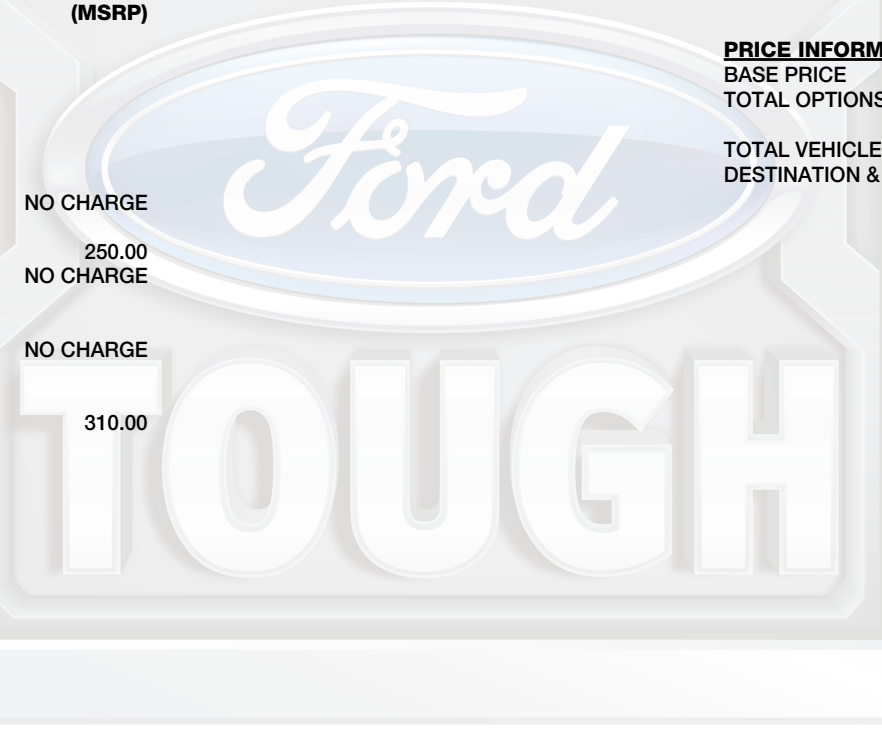 (MSRP)
PRICE INFORM
BASE PRICE
TOTAL OPTIONS
TOTAL VEHICLE
DESTINATION &
NO CHARGE
250.00
NO CHARGE
NO CHARGE
310.00
Ford
TOUGH